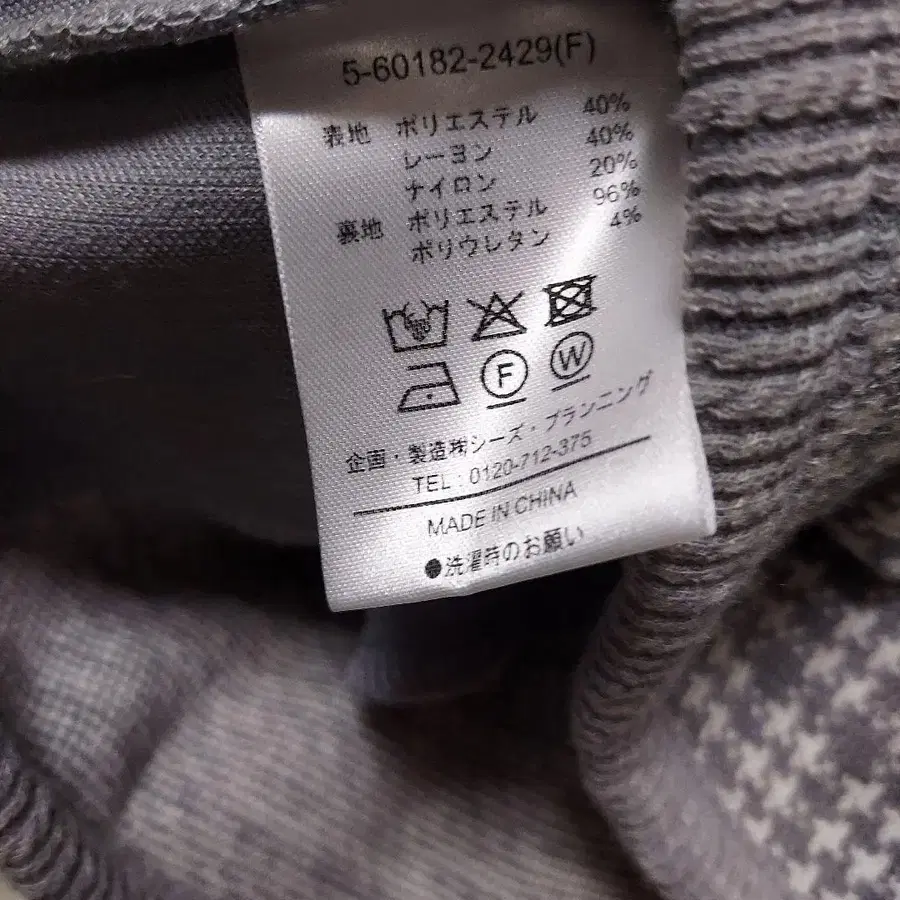 5-60182-2429(F)
表地 ポリエステル 40%
レーヨン 40%
ナイロン 20%
裏地 ポリエステル 96%
ポリウレタン 4%
F W
企画・製造㈱シーズ・プランニング
TEL : 0120-712-375
MADE IN CHINA
●洗濯時のお願い